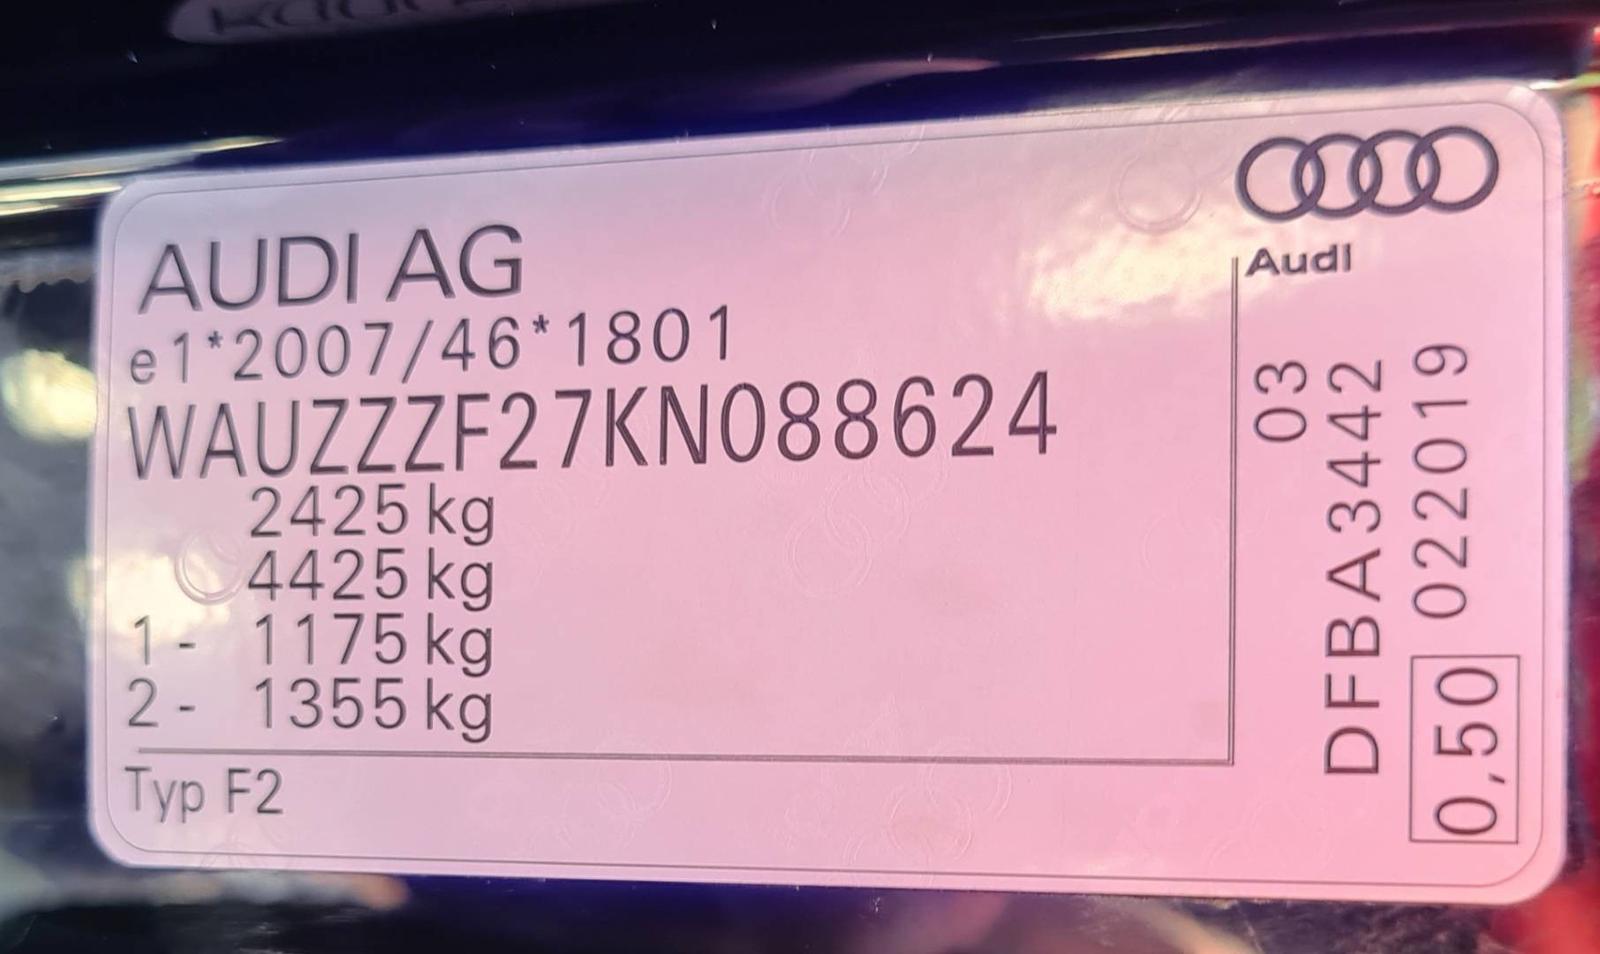 AUDI AG
e1*2007/46*1801
WAUZZZF27KN088624
2425 kg
4425 kg
1 - 1175 kg
2 - 1355 kg
Typ F2
Audi
03
DFBA3442
0,50 022019